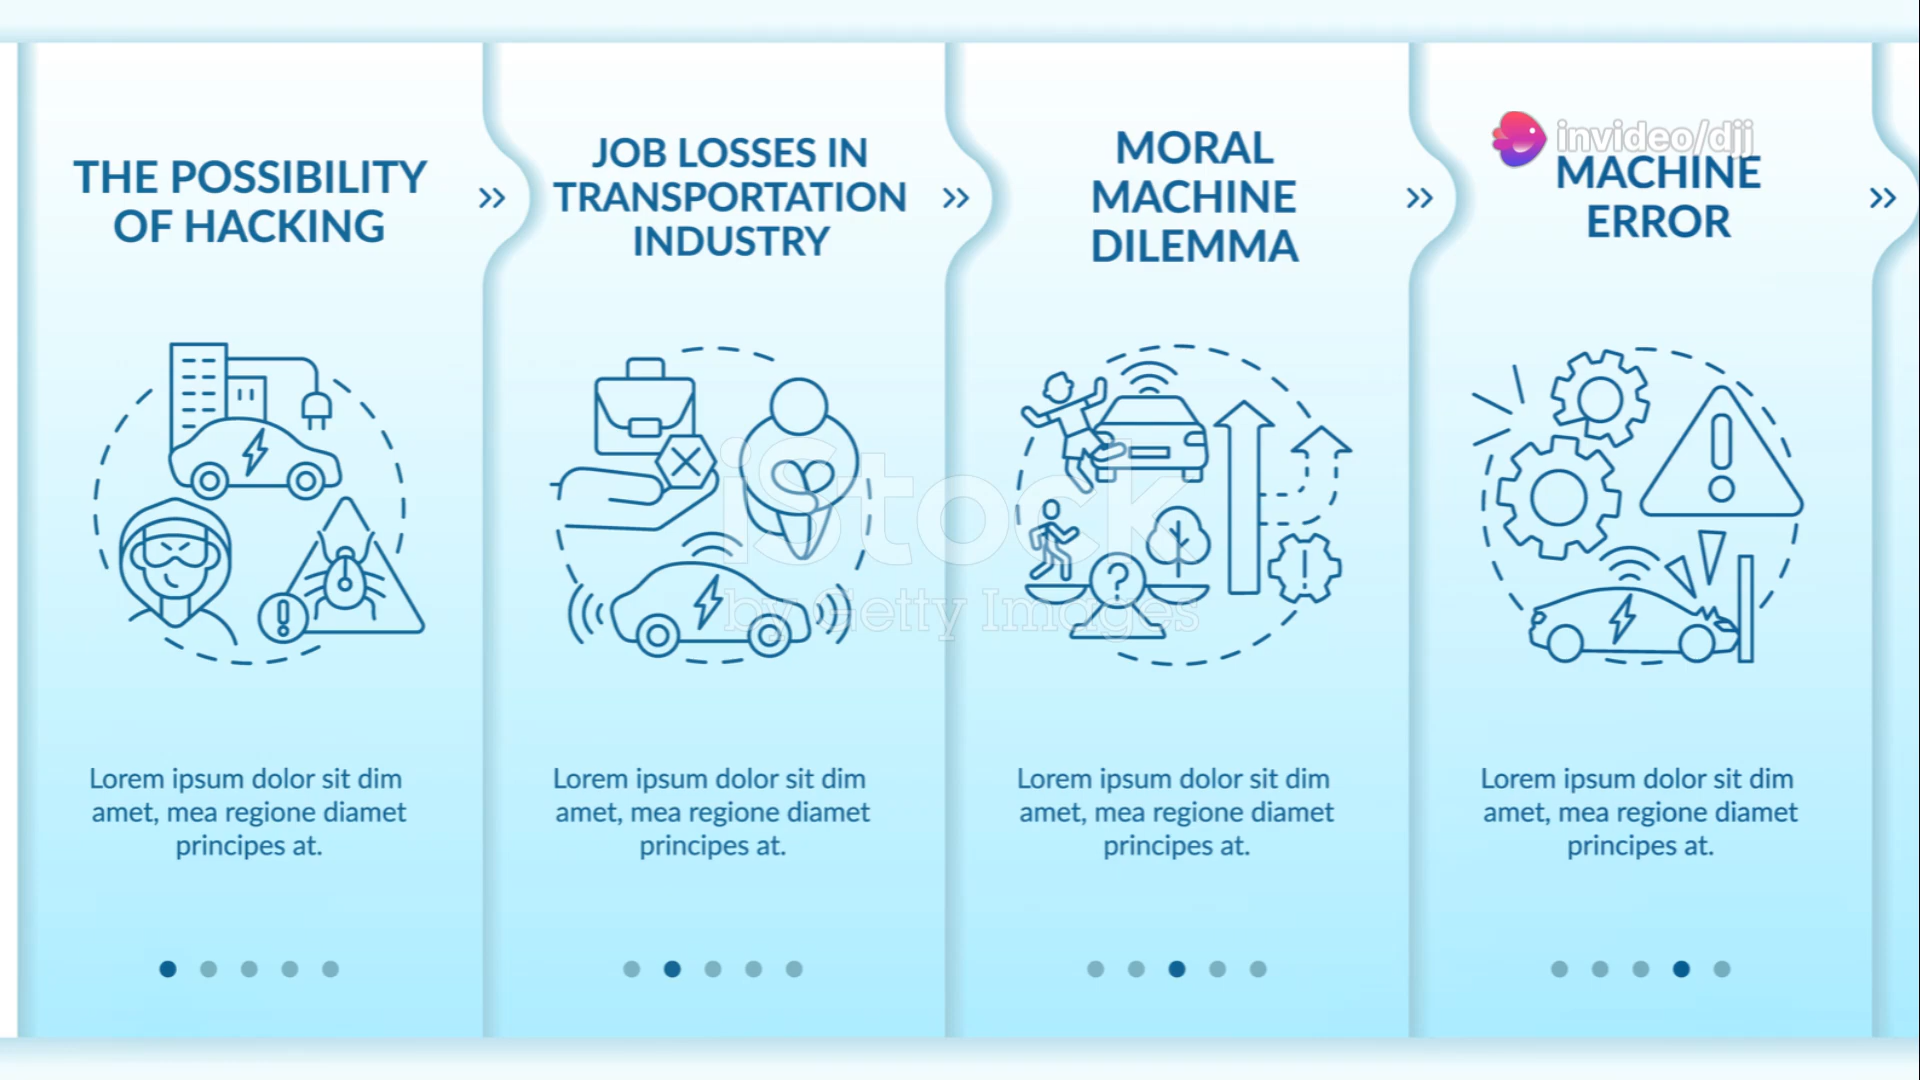 THE POSSIBILITY
OF HACKING
JOB LOSSES IN
TRANSPORTATION
INDUSTRY
MORAL
MACHINE
DILEMMA
invideo/djj
MACHINE
ERROR
iStock
by Getty Images
Lorem ipsum dolor sit dim
amet, mea regione diamet
principes at.
Lorem ipsum dolor sit dim
amet, mea regione diamet
principes at.
Lorem ipsum dolor sit dim
amet, mea regione diamet
principes at.
Lorem ipsum dolor sit dim
amet, mea regione diamet
principes at.